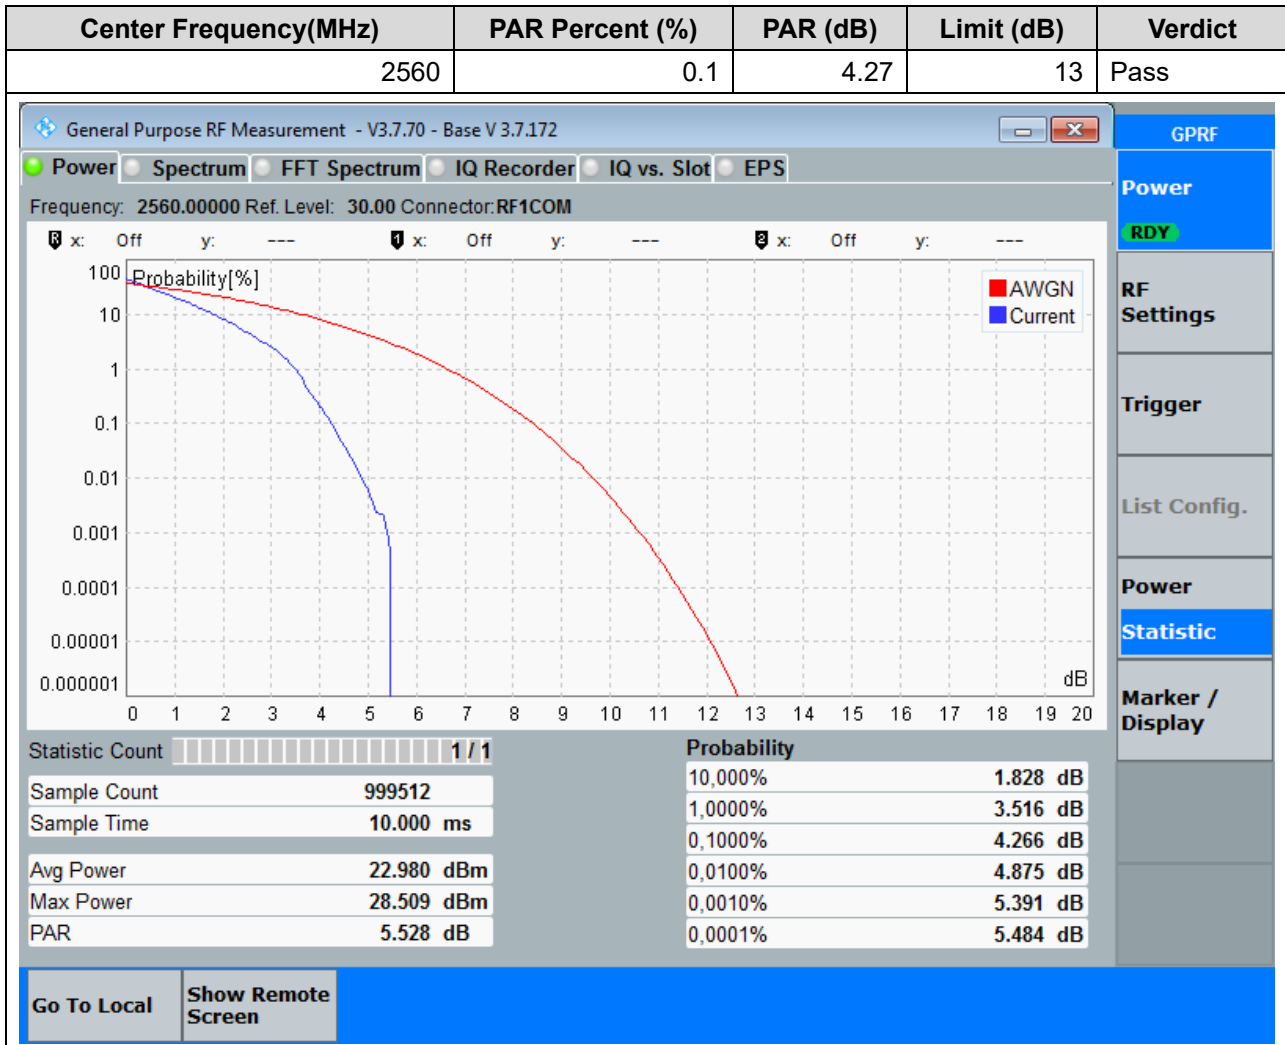 Center Frequency(MHz) PAR Percent (%) PAR (dB) Limit (dB) Verdict
2560 0.1 4.27 13 Pass
General Purpose RF Measurement - V3.7.70 - Base V 3.7.172
GPRF
Power Spectrum FFT Spectrum IQ Recorder IQ vs. Slot EPS
Frequency: 2560.00000 Ref. Level: 30.00 Connector: RF1COM
R x: Off y: --- 1 x: Off y: --- 2 x: Off y: ---
Probability[%]
100
10
1
0.1
0.01
0.001
0.0001
0.00001
0.000001
AWGN
Current
dB
0 1 2 3 4 5 6 7 8 9 10 11 12 13 14 15 16 17 18 19 20
Statistic Count 1 / 1
Sample Count 999512
Sample Time 10.000 ms
Avg Power 22.980 dBm
Max Power 28.509 dBm
PAR 5.528 dB
Probability
10,000% 1.828 dB
1,0000% 3.516 dB
0,1000% 4.266 dB
0,0100% 4.875 dB
0,0010% 5.391 dB
0,0001% 5.484 dB
Power
RDY
RF
Settings
Trigger
List Config.
Power
Statistic
Marker /
Display
Go To Local
Show Remote
Screen